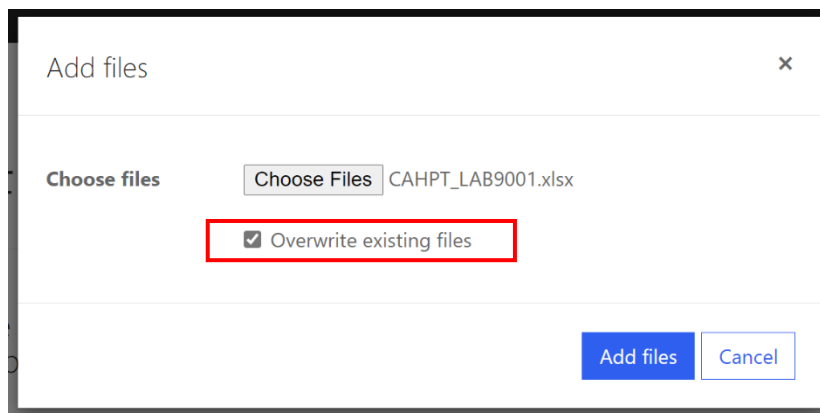 Add files ×
Choose files Choose Files CAHPT_LAB9001.xlsx
Overwrite existing files
Add files Cancel